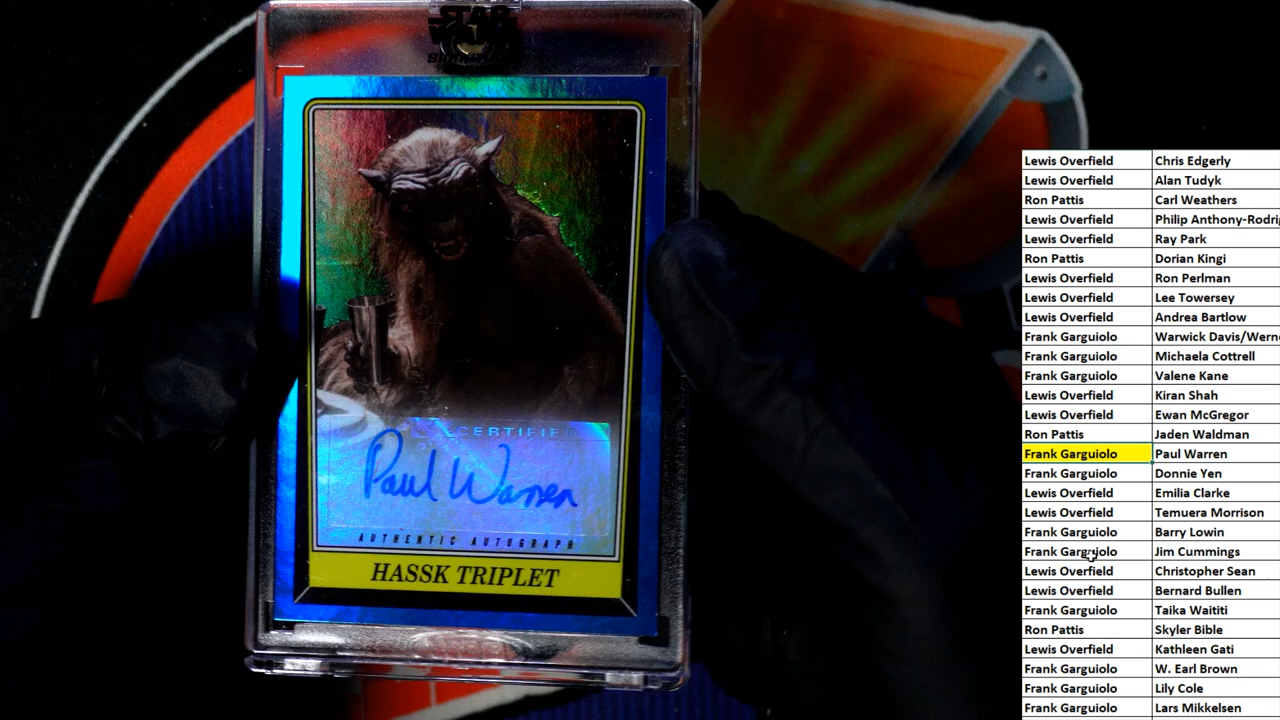 STAR
WARS
CERTIFIE
Paul Warren
AUTHENTIC AUTOGRAPH
HASSK TRIPLET
Lewis Overfield Chris Edgerly
Lewis Overfield Alan Tudyk
Ron Pattis Carl Weathers
Lewis Overfield Philip Anthony-Rodri
Lewis Overfield Ray Park
Ron Pattis Dorian Kingi
Lewis Overfield Ron Perlman
Lewis Overfield Lee Towersey
Lewis Overfield Andrea Bartlow
Frank Garguiolo Warwick Davis/Wern
Frank Garguiolo Michaela Cottrell
Frank Garguiolo Valene Kane
Lewis Overfield Kiran Shah
Lewis Overfield Ewan McGregor
Ron Pattis Jaden Waldman
Frank Garguiolo Paul Warren
Frank Garguiolo Donnie Yen
Lewis Overfield Emilia Clarke
Lewis Overfield Temuera Morrison
Frank Garguiolo Barry Lowin
Frank Garguiolo Jim Cummings
Lewis Overfield Christopher Sean
Lewis Overfield Bernard Bullen
Frank Garguiolo Taika Waititi
Ron Pattis Skyler Bible
Lewis Overfield Kathleen Gati
Frank Garguiolo W. Earl Brown
Frank Garguiolo Lily Cole
Frank Garguiolo Lars Mikkelsen